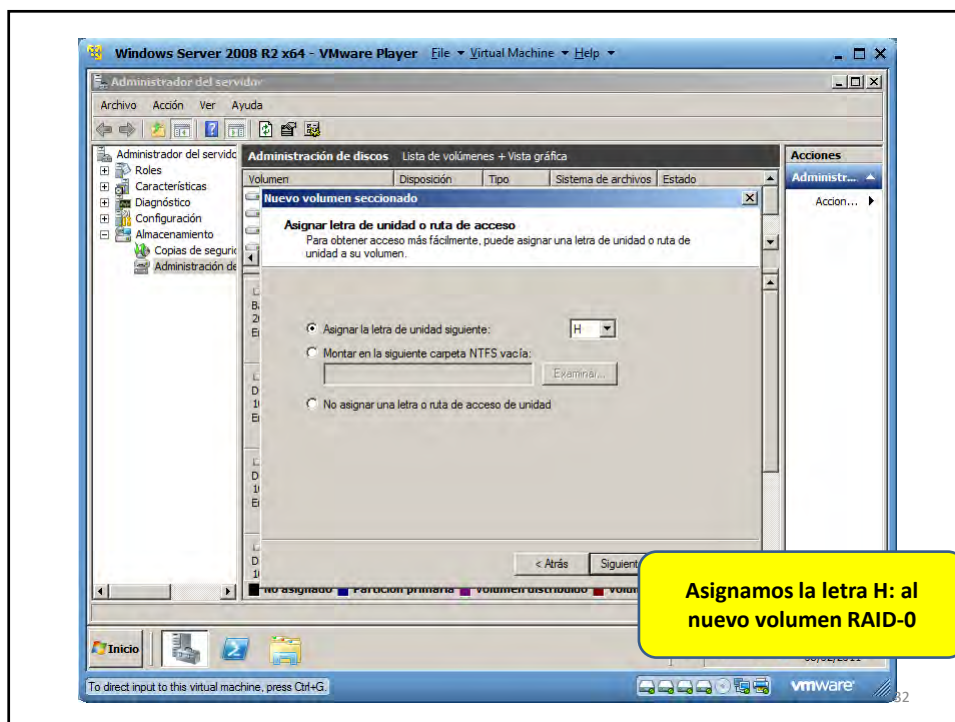 Windows Server 2008 R2 x64 - VMware Player File Virtual Machine Help
Administrador del servidor
Archivo Acción Ver Ayuda
Administrador del servidc
Roles
Características
Diagnóstico
Configuración
Almacenamiento
Copias de seguric
Administración de
Administración de discos Lista de volúmenes + Vista gráfica
Volumen Disposición Tipo Sistema de archivos Estado
Acciones
Administr...
Accion...
Nuevo volumen seccionado
Asignar letra de unidad o ruta de acceso
Para obtener acceso más fácilmente, puede asignar una letra de unidad o ruta de
unidad a su volumen.
Asignar la letra de unidad siguiente: H
Montar en la siguiente carpeta NTFS vacía:
Examinar...
No asignar una letra o ruta de acceso de unidad
< Atrás Siguient
No asignado Partición primaria Volumen distribuido
Asignamos la letra H: al
nuevo volumen RAID-0
Inicio
To direct input to this virtual machine, press Ctrl+G.
vmware
32